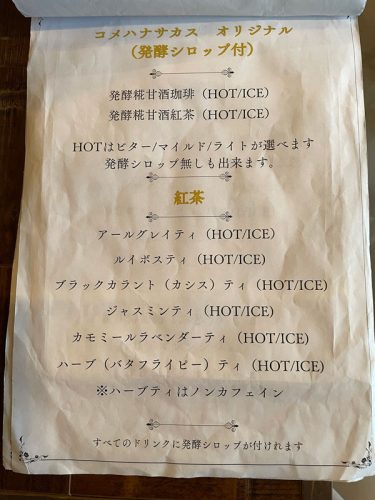 コメハナサカス　オリジナル
（発酵シロップ付）
発酵糀甘酒珈琲（HOT/ICE）
発酵糀甘酒紅茶（HOT/ICE）
HOTはビター/マイルド/ライトが選べます
発酵シロップ無しも出来ます。
紅茶
アールグレイティ（HOT/ICE）
ルイボスティ（HOT/ICE）
ブラックカラント（カシス）ティ（HOT/ICE）
ジャスミンティ（HOT/ICE）
カモミールラベンダーティ（HOT/ICE）
ハーブ（バタフライピー）ティ（HOT/ICE）
※ハーブティはノンカフェイン
すべてのドリンクに発酵シロップが付けれます